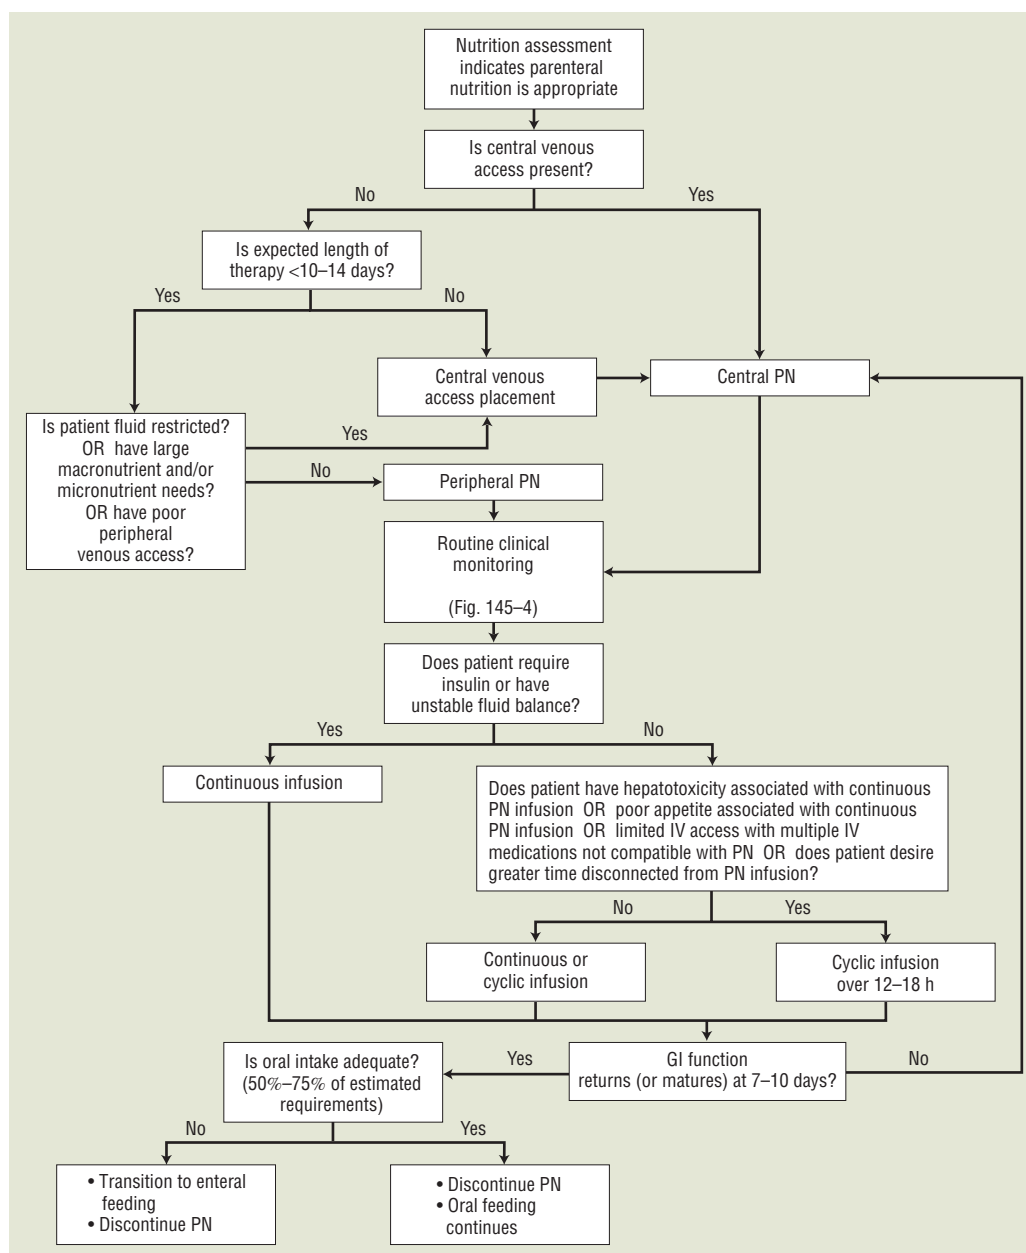 Nutrition assessment
indicates parenteral
nutrition is appropriate
Is central venous
access present?
No
Yes
Is expected length of
therapy <10–14 days?
Yes
No
Central venous
access placement
Central PN
Is patient fluid restricted?
OR have large
macronutrient and/or
micronutrient needs?
OR have poor
peripheral
venous access?
Yes
No
Peripheral PN
Routine clinical
monitoring
(Fig. 145–4)
Does patient require
insulin or have
unstable fluid balance?
Yes
No
Continuous infusion
Does patient have hepatotoxicity associated with continuous
PN infusion OR poor appetite associated with continuous
PN infusion OR limited IV access with multiple IV
medications not compatible with PN OR does patient desire
greater time disconnected from PN infusion?
No
Yes
Continuous or
cyclic infusion
Cyclic infusion
over 12–18 h
GI function
returns (or matures) at 7–10 days?
Yes
No
Is oral intake adequate?
(50%–75% of estimated
requirements)
No
Yes
• Transition to enteral
feeding
• Discontinue PN
• Discontinue PN
• Oral feeding
continues